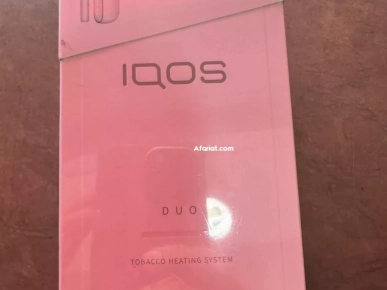 IQOS
Afariat.com
DUO
TOBACCO HEATING SYSTEM